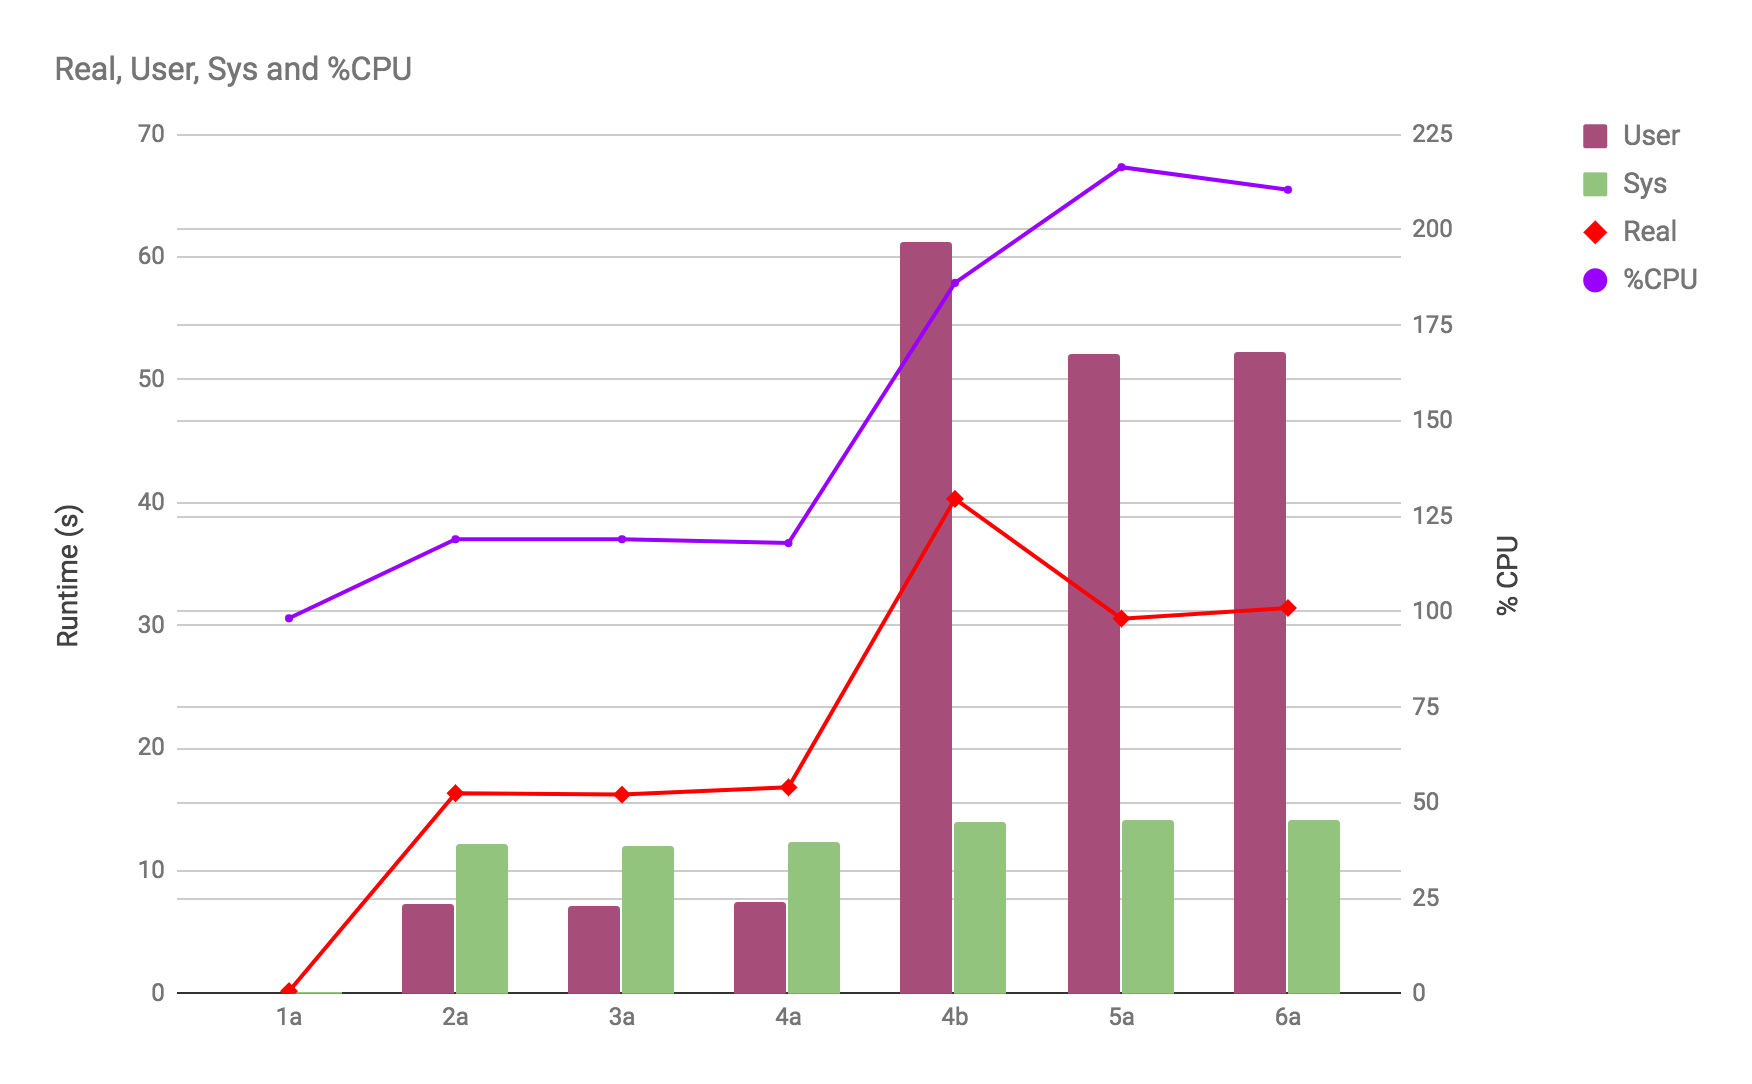 Real, User, Sys and %CPU
70
60
50
40
30
20
10
0
Runtime (s)
225
200
175
150
125
100
75
50
25
0
% CPU
1a
2a
3a
4a
4b
5a
6a
User
Sys
Real
%CPU